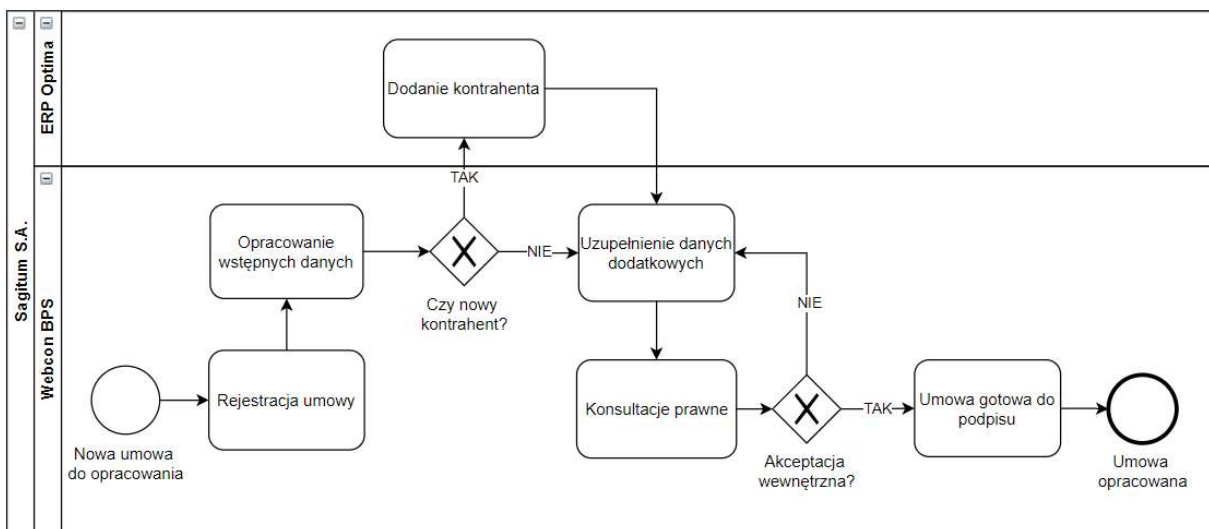 Sagitum S.A.
ERP Optima
Dodanie kontrahenta
TAK
Webcon BPS
Opracowanie
wstępnych danych
NIE
Uzupełnienie danych
dodatkowych
Czy nowy
kontrahent?
NIE
Rejestracja umowy
Konsultacje prawne
TAK
Umowa gotowa do
podpisu
Nowa umowa
do opracowania
Akceptacja
wewnętrzna?
Umowa
opracowana